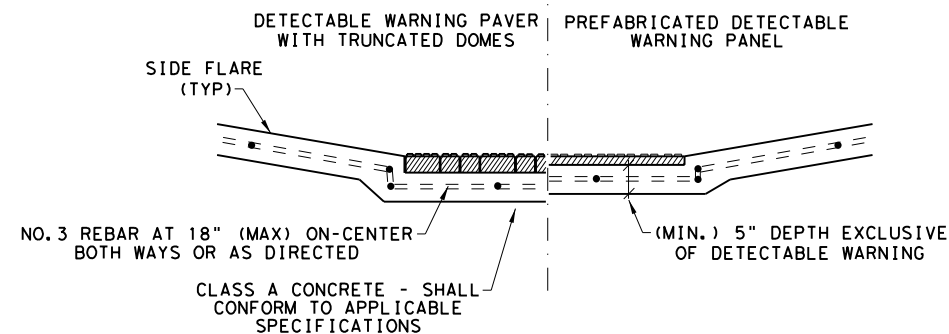 DETECTABLE WARNING PAVER
WITH TRUNCATED DOMES
PREFABRICATED DETECTABLE
WARNING PANEL
SIDE FLARE
(TYP)
NO.3 REBAR AT 18" (MAX) ON-CENTER
BOTH WAYS OR AS DIRECTED
(MIN.) 5" DEPTH EXCLUSIVE
OF DETECTABLE WARNING
CLASS A CONCRETE - SHALL
CONFORM TO APPLICABLE
SPECIFICATIONS